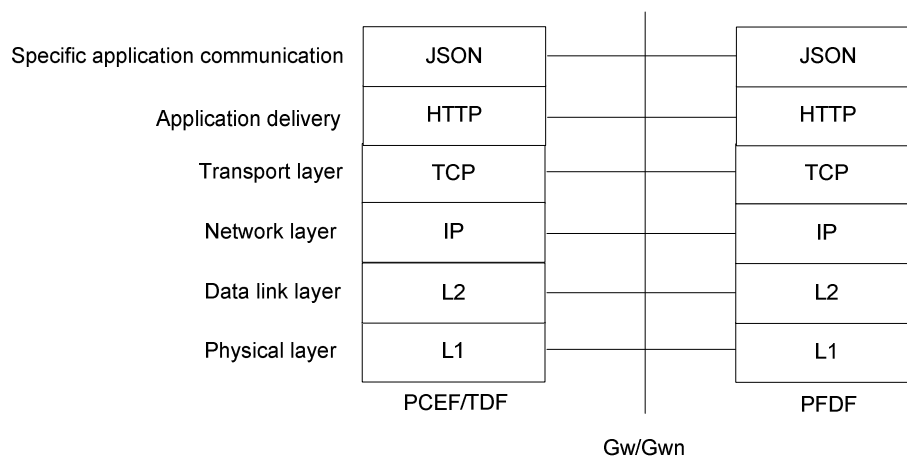 Specific application communication JSON JSON
Application delivery HTTP HTTP
Transport layer TCP TCP
Network layer IP IP
Data link layer L2 L2
Physical layer L1 L1
PCEF/TDF PFDF
Gw/Gwn